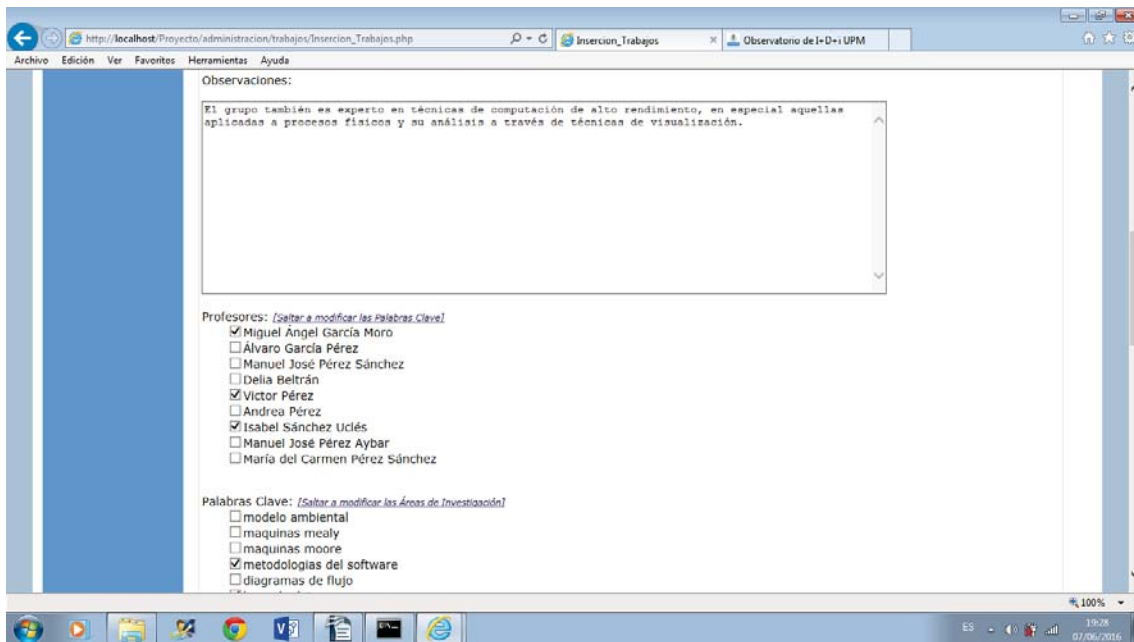 http://localhost/Proyecto/administracion/trabajos/Insercion_Trabajos.php
Insercion_Trabajos
Observatorio de I+D+i UPM
Archivo Edición Ver Favoritos Herramientas Ayuda
Observaciones:
El grupo también es experto en técnicas de computación de alto rendimiento, en especial aquellas
aplicadas a procesos físicos y su análisis a través de técnicas de visualización.
Profesores: [Saltar a modificar las Palabras Clave]
Miguel Ángel García Moro
Álvaro García Pérez
Manuel José Pérez Sánchez
Delia Beltrán
Victor Pérez
Andrea Pérez
Isabel Sánchez Uclés
Manuel José Pérez Aybar
María del Carmen Pérez Sánchez
Palabras Clave: [Saltar a modificar las Áreas de Investigación]
modelo ambiental
maquinas mealy
maquinas moore
metodologias del software
diagramas de flujo
100%
ES
19:28
07/06/2016